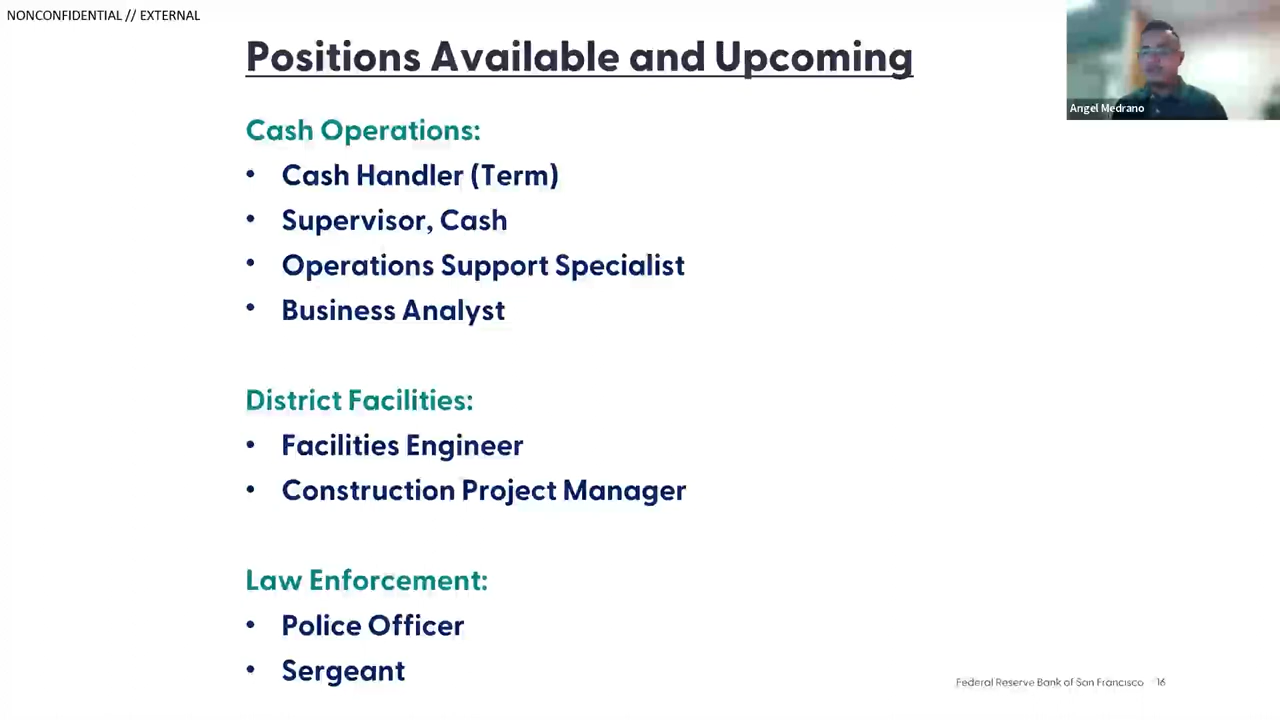 NONCONFIDENTIAL // EXTERNAL
Positions Available and Upcoming
Angel Medrano
Cash Operations:
• Cash Handler (Term)
• Supervisor, Cash
• Operations Support Specialist
• Business Analyst
District Facilities:
• Facilities Engineer
• Construction Project Manager
Law Enforcement:
• Police Officer
• Sergeant
Federal Reserve Bank of San Francisco 16